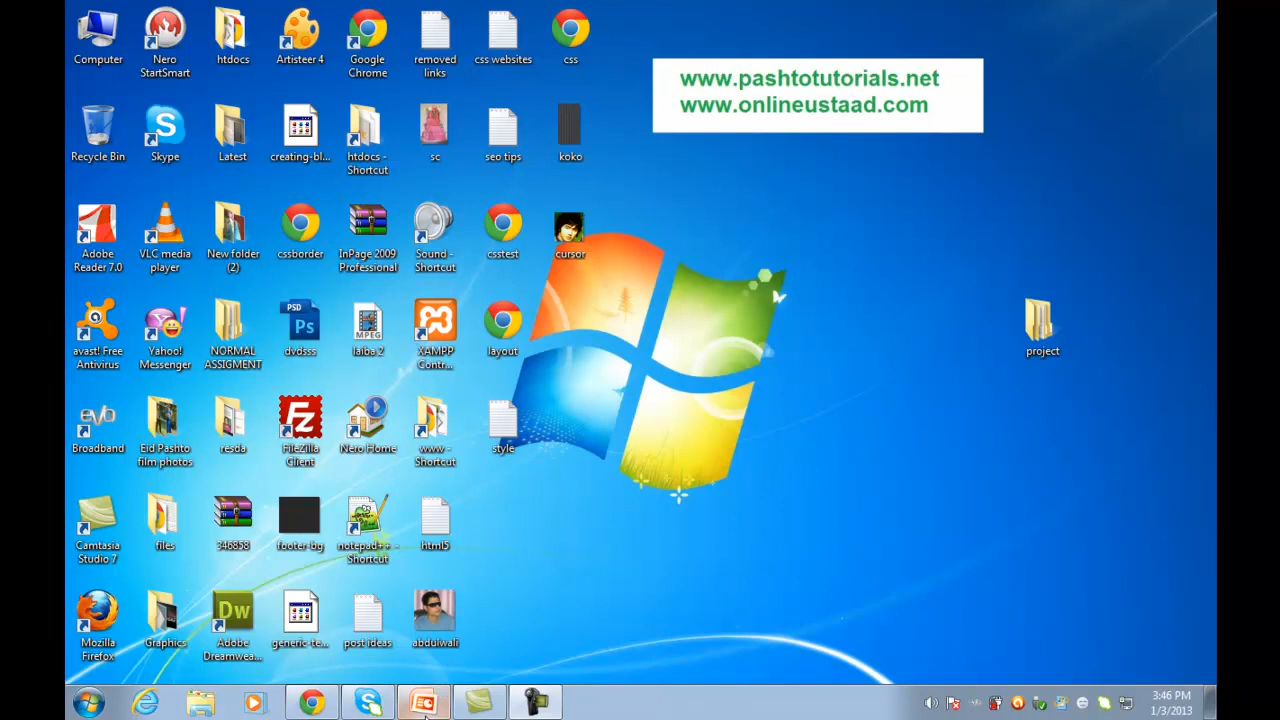 www.pashtotutorials.net
www.onlineustaad.com
Computer
Nero StartSmart
htdocs
Artisteer 4
Google Chrome
removed links
css websites
css
Recycle Bin
Skype
Latest
creating-bl...
htdocs - Shortcut
sc
seo tips
koko
Adobe Reader 7.0
VLC media player
New folder (2)
cssborder
InPage 2009 Professional
Sound - Shortcut
csstest
cursor
avast! Free Antivirus
Yahoo! Messenger
NORMAL ASSIGMENT
PSD
Ps
dvdsss
MPEG
laiba 2
XAMPP Contr...
layout
project
evo
Broadband
Eid Pashto film photos
resda
FileZilla Client
Nero Home
www - Shortcut
style
Camtasia Studio 7
files
346858
footer-bg
notepad++ - Shortcut
html5
Mozilla Firefox
Graphics
Dw
Adobe Dreamwea...
generic-te...
post ideas
abdulwali
3:46 PM
1/3/2013